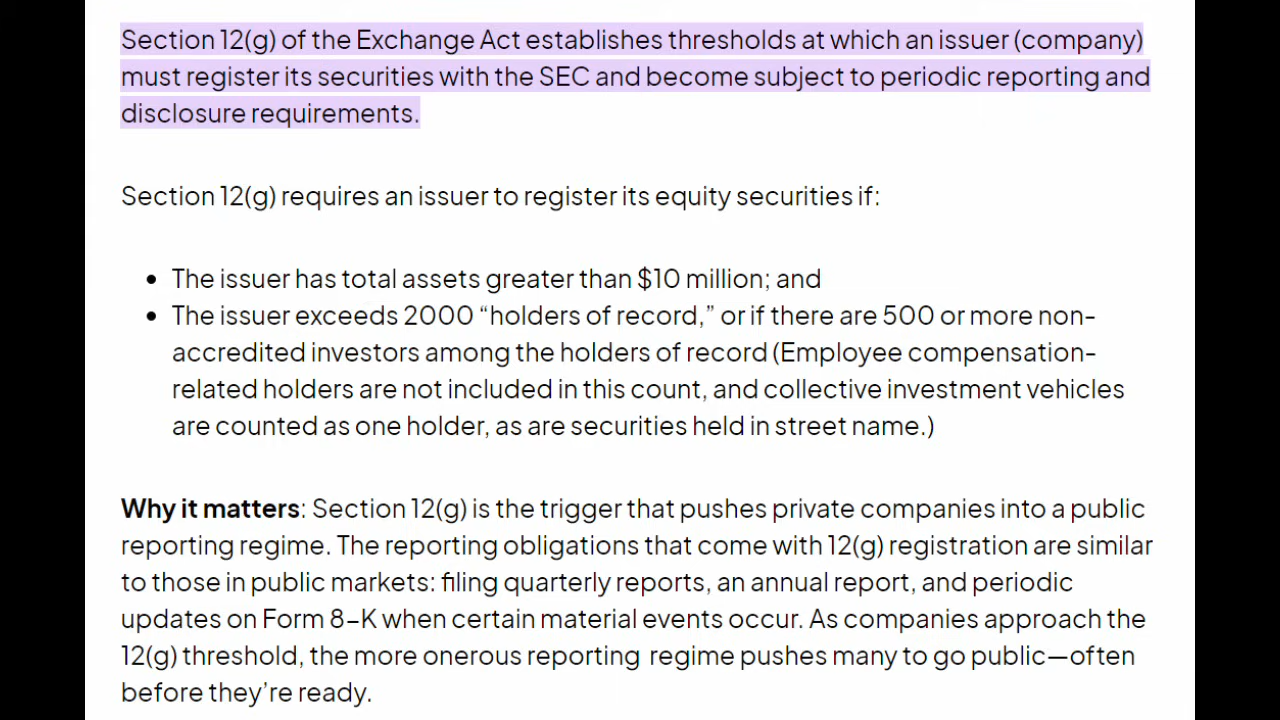 Section 12(g) of the Exchange Act establishes thresholds at which an issuer (company)
must register its securities with the SEC and become subject to periodic reporting and
disclosure requirements.
Section 12(g) requires an issuer to register its equity securities if:
• The issuer has total assets greater than $10 million; and
• The issuer exceeds 2000 “holders of record,” or if there are 500 or more non-
accredited investors among the holders of record (Employee compensation-
related holders are not included in this count, and collective investment vehicles
are counted as one holder, as are securities held in street name.)
Why it matters: Section 12(g) is the trigger that pushes private companies into a public
reporting regime. The reporting obligations that come with 12(g) registration are similar
to those in public markets: filing quarterly reports, an annual report, and periodic
updates on Form 8–K when certain material events occur. As companies approach the
12(g) threshold, the more onerous reporting regime pushes many to go public—often
before they’re ready.